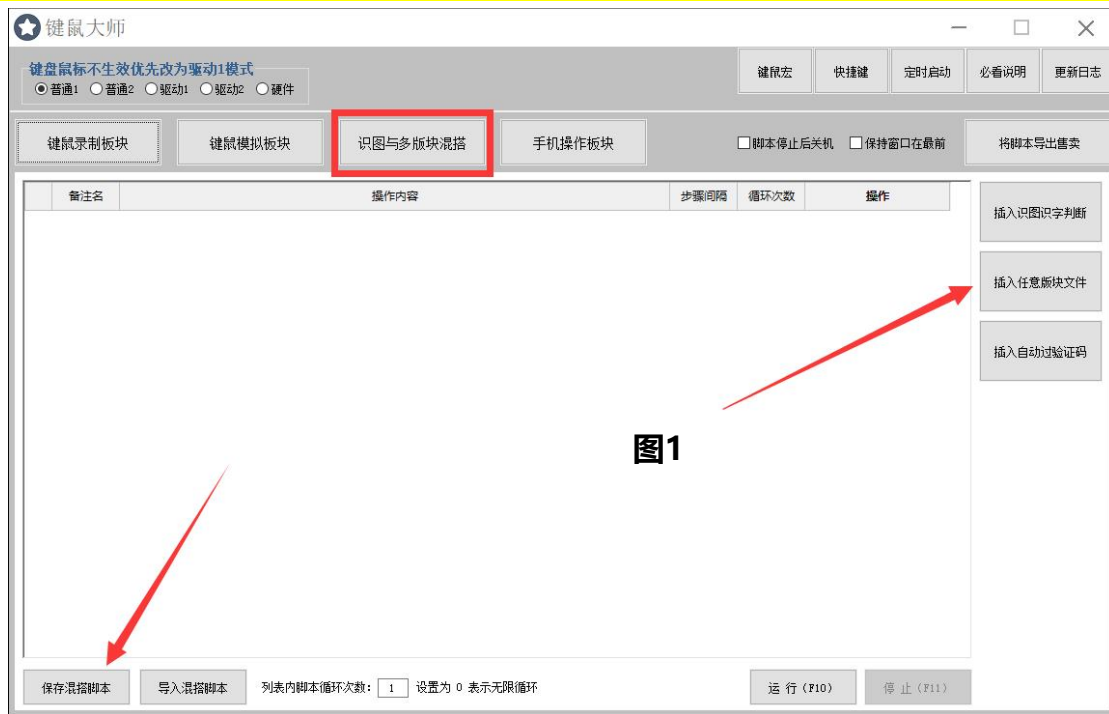 键鼠大师
键盘鼠标不生效优先改为驱动1模式
普通1 普通2 驱动1 驱动2 硬件
键鼠宏 快捷键 定时启动 必看说明 更新日志
键鼠录制板块 键鼠模拟板块 识图与多版块混搭 手机操作板块 脚本停止后关机 保持窗口在最前 将脚本导出售卖
备注名 操作内容 步骤间隔 循环次数 操作
插入识图识字判断
插入任意版块文件
插入自动过验证码
图1
保存混搭脚本 导入混搭脚本 列表内脚本循环次数: 1 设置为 0 表示无限循环 运 行(F10) 停 止(F11)